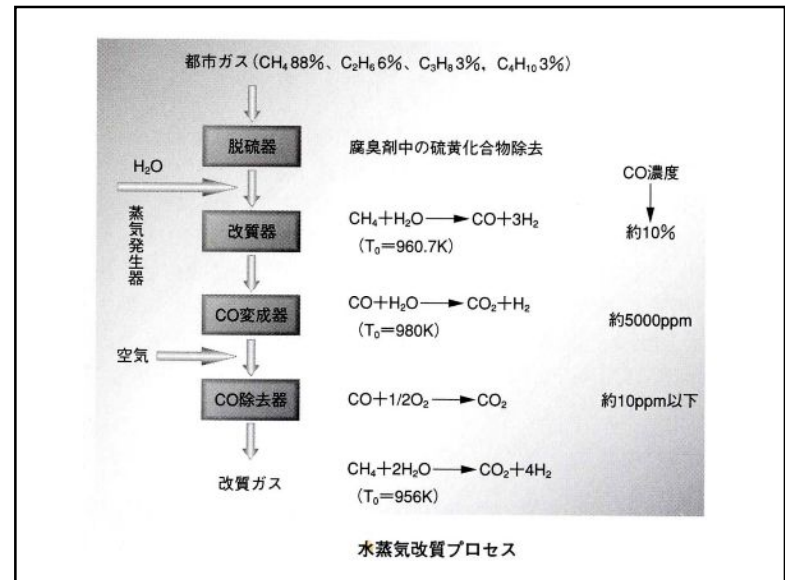 都市ガス(CH₄ 88%、C₂H₆ 6%、C₃H₈ 3%, C₄H₁₀ 3%)
脱硫器
腐臭剤中の硫黄化合物除去
H₂O
蒸気発生器
CO濃度
改質器
CH₄+H₂O→CO+3H₂
(T₀=960.7K)
約10%
CO変成器
CO+H₂O→CO₂+H₂
(T₀=980K)
約5000ppm
空気
CO除去器
CO+1/2O₂→CO₂
約10ppm以下
改質ガス
CH₄+2H₂O→CO₂+4H₂
(T₀=956K)
水蒸気改質プロセス